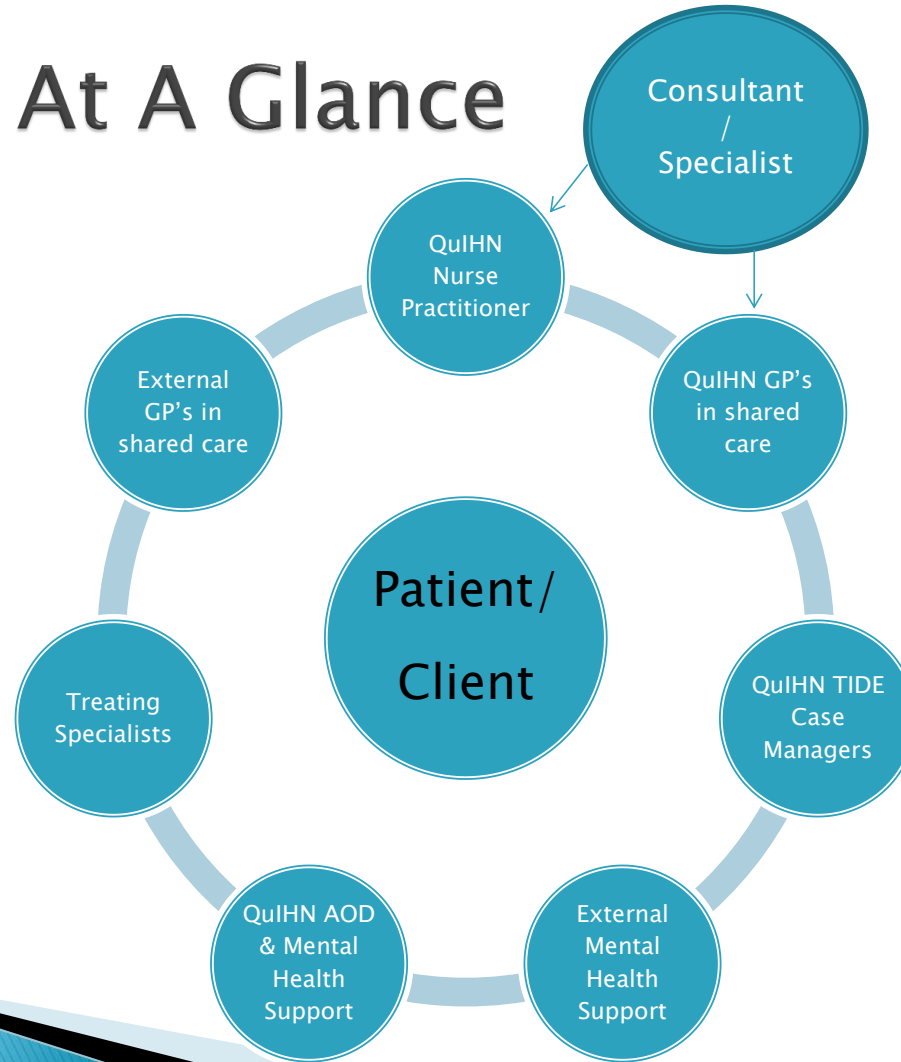 At A Glance
Consultant
/
Specialist
QuIHN
Nurse
Practitioner
QuIHN GP's
in shared
care
QuIHN TIDE
Case
Managers
External
Mental
Health
Support
QuIHN AOD
& Mental
Health
Support
Treating
Specialists
External
GP's in
shared care
Patient/
Client